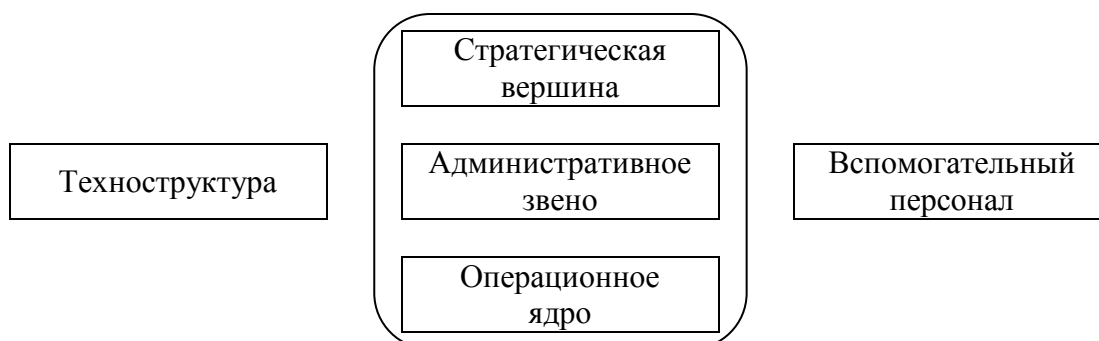 Стратегическая
вершина
Техноструктура
Административное
звено
Вспомогательный
персонал
Операционное
ядро